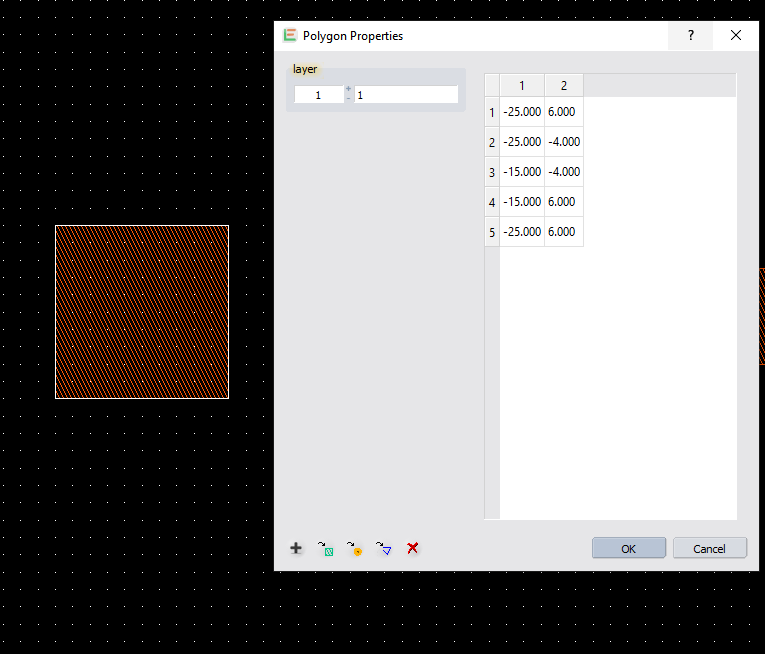 Polygon Properties ?
layer
1 + - 1
1 2
1 -25.000 6.000
2 -25.000 -4.000
3 -15.000 -4.000
4 -15.000 6.000
5 -25.000 6.000
OK Cancel